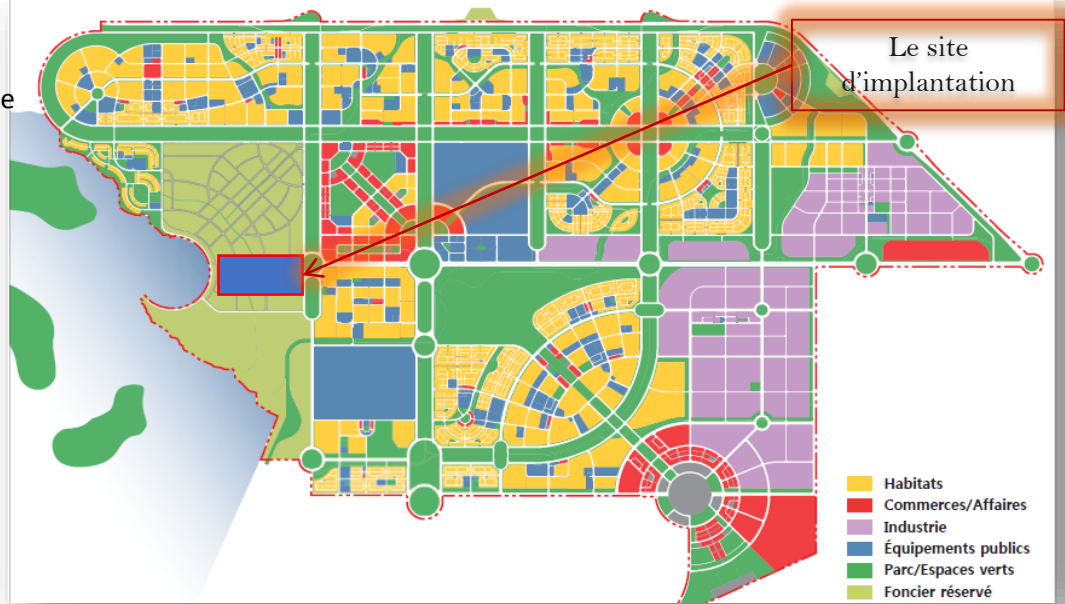 Le site
d'implantation
e
Habitats
Commerces/Affaires
Industrie
Équipements publics
Parc/Espaces verts
Foncier réservé